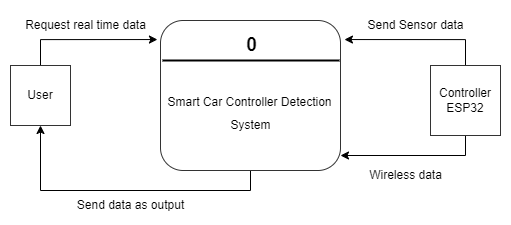 Request real time data
Send Sensor data
0
User
Smart Car Controller Detection
System
Controller
ESP32
Wireless data
Send data as output